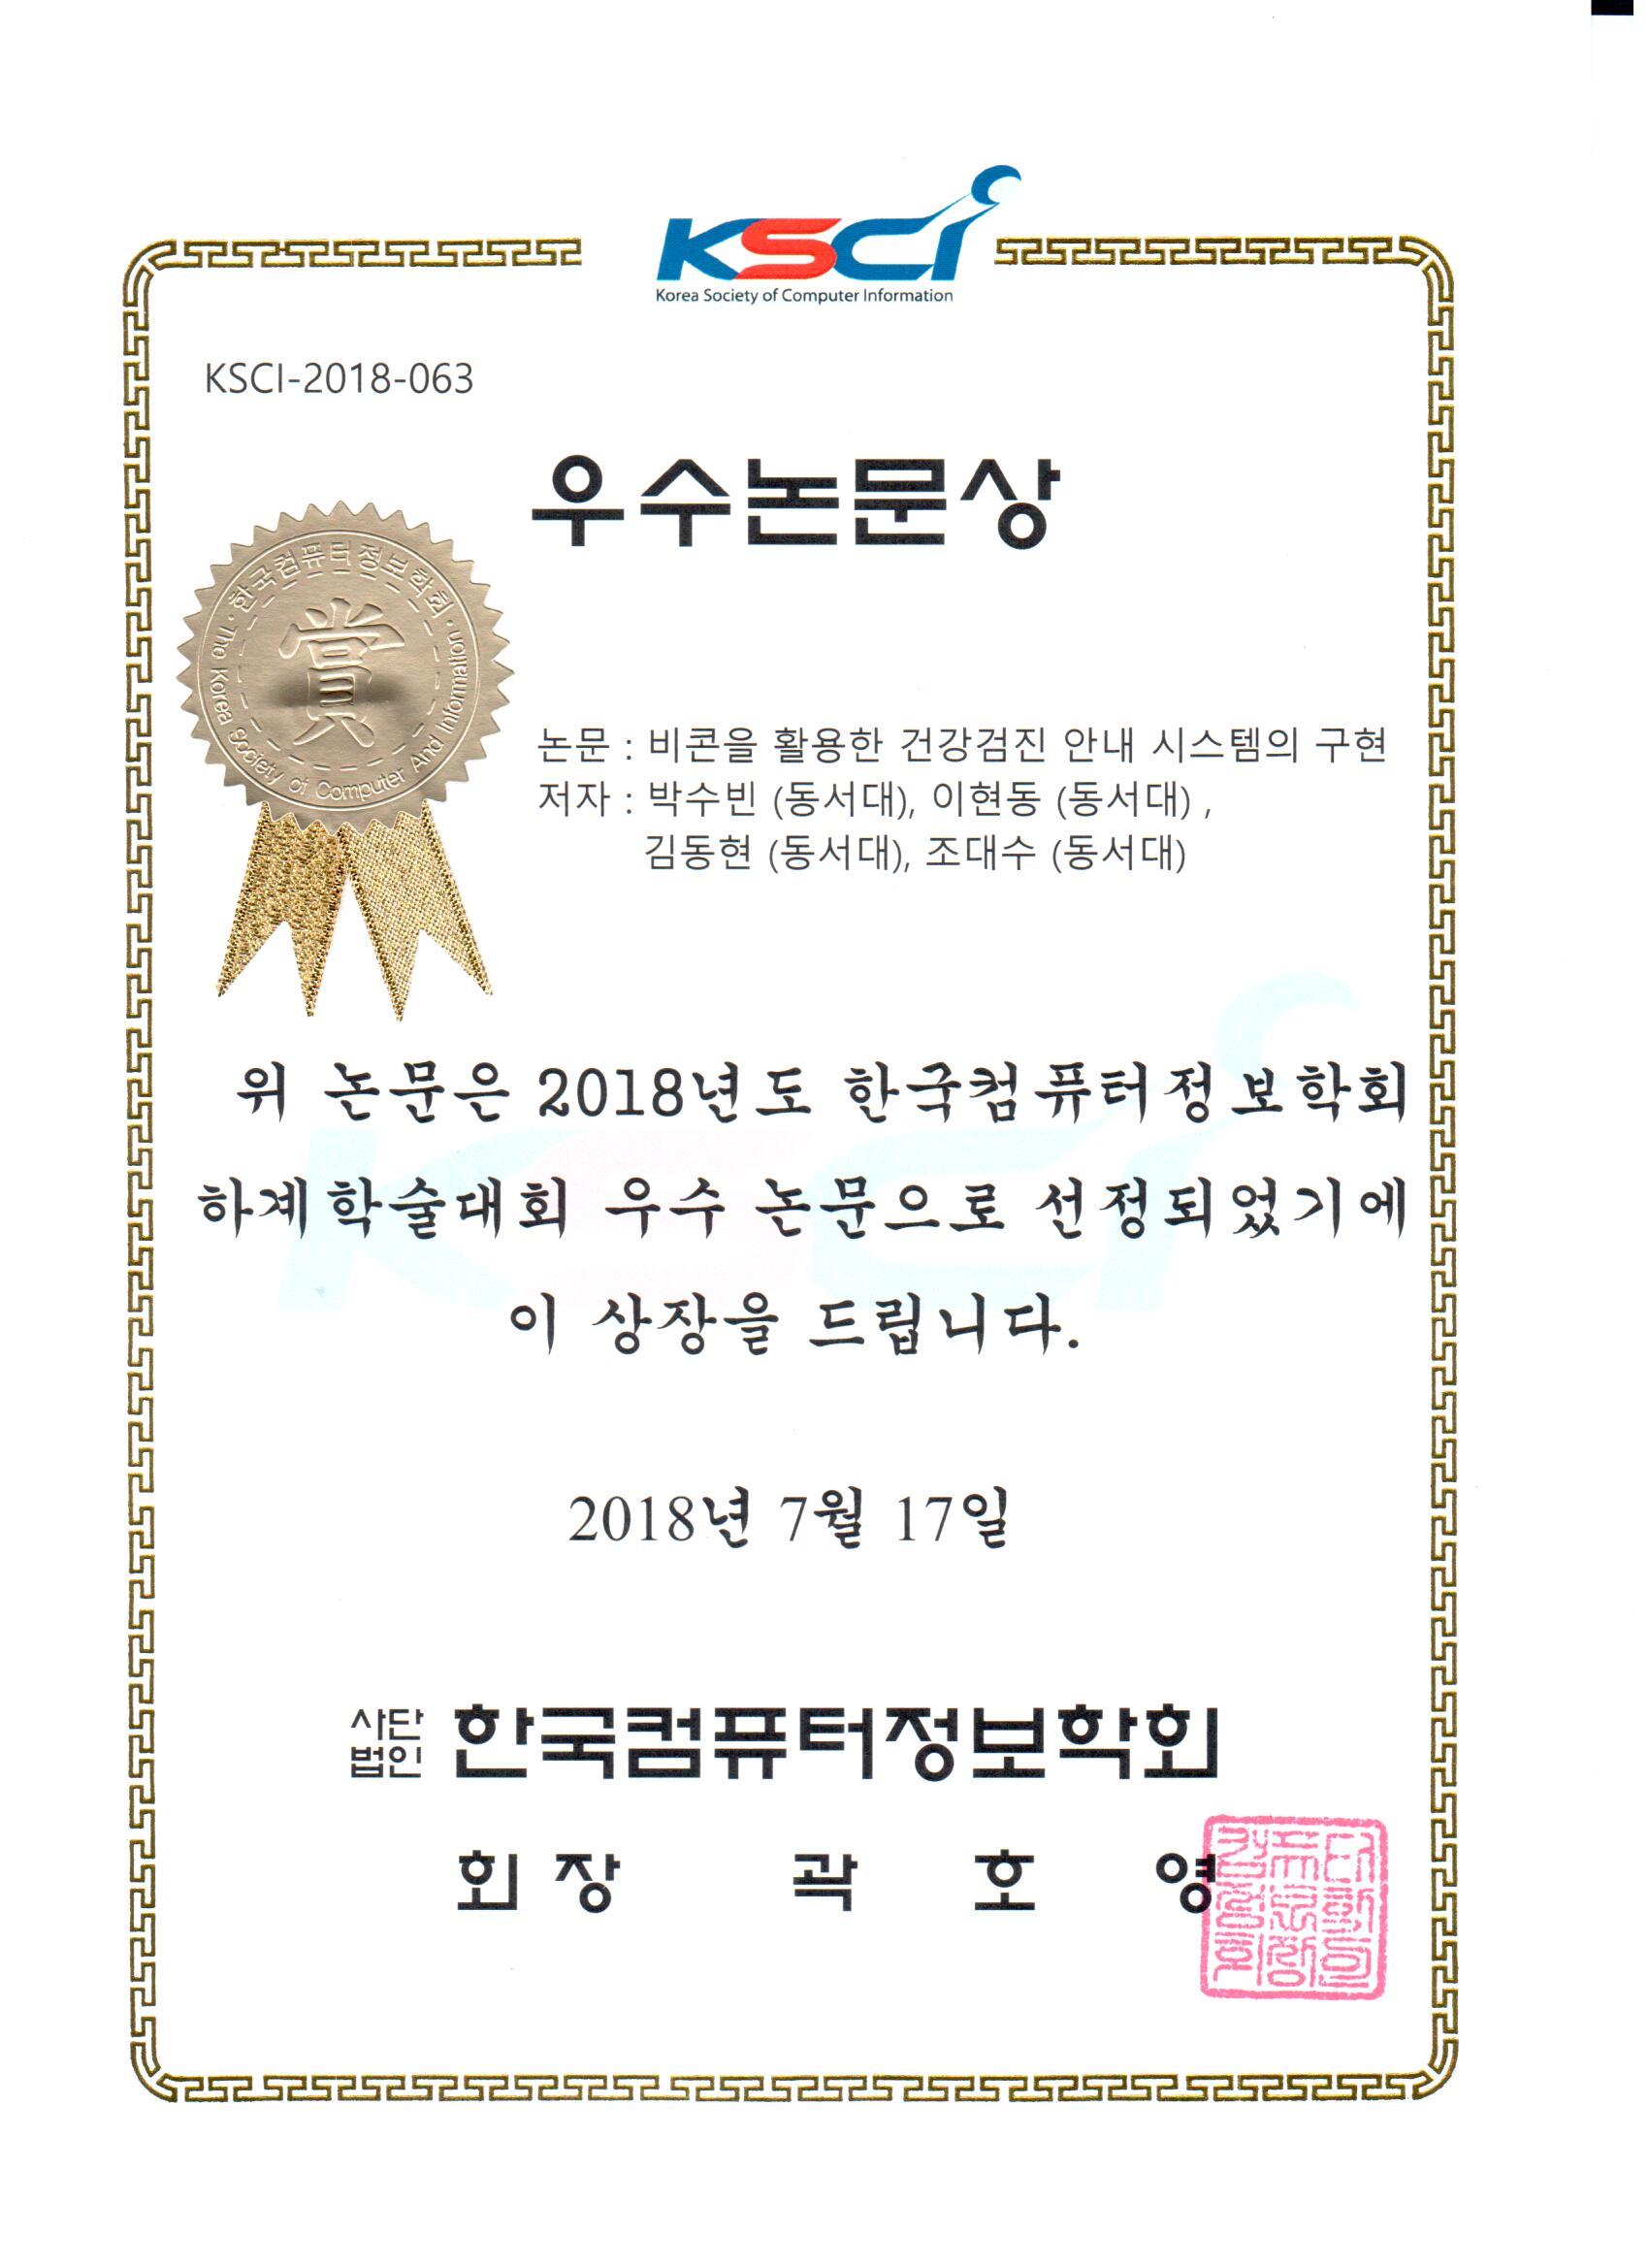 KSCI
Korea Society of Computer Information
KSCI-2018-063
우수논문상
한국컴퓨터정보학회
賞
The Korea Society of Computer And Information
논문 : 비콘을 활용한 건강검진 안내 시스템의 구현
저자 : 박수빈 (동서대), 이현동 (동서대) ,
김동현 (동서대), 조대수 (동서대)
위 논문은 2018년도 한국컴퓨터정보학회
하계학술대회 우수 논문으로 선정되었기에
이 상장을 드립니다.
2018년 7월 17일
사단
법인 한국컴퓨터정보학회
회장 곽호영